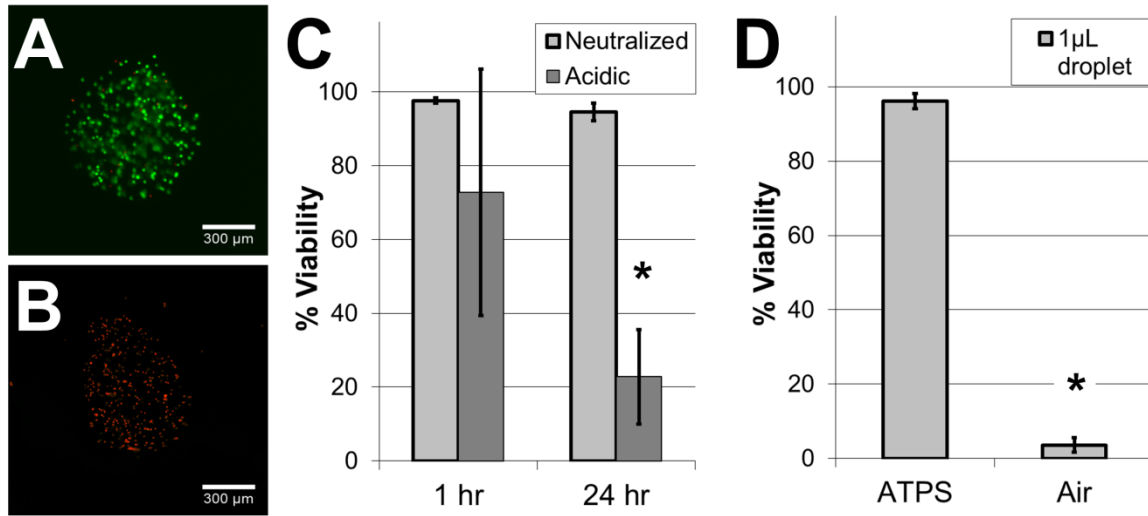 A
300 µm
B
300 µm
C
Neutralized
Acidic
% Viability
100
80
60
40
20
0
*
1 hr
24 hr
D
1µL
droplet
% Viability
100
80
60
40
20
0
*
ATPS
Air